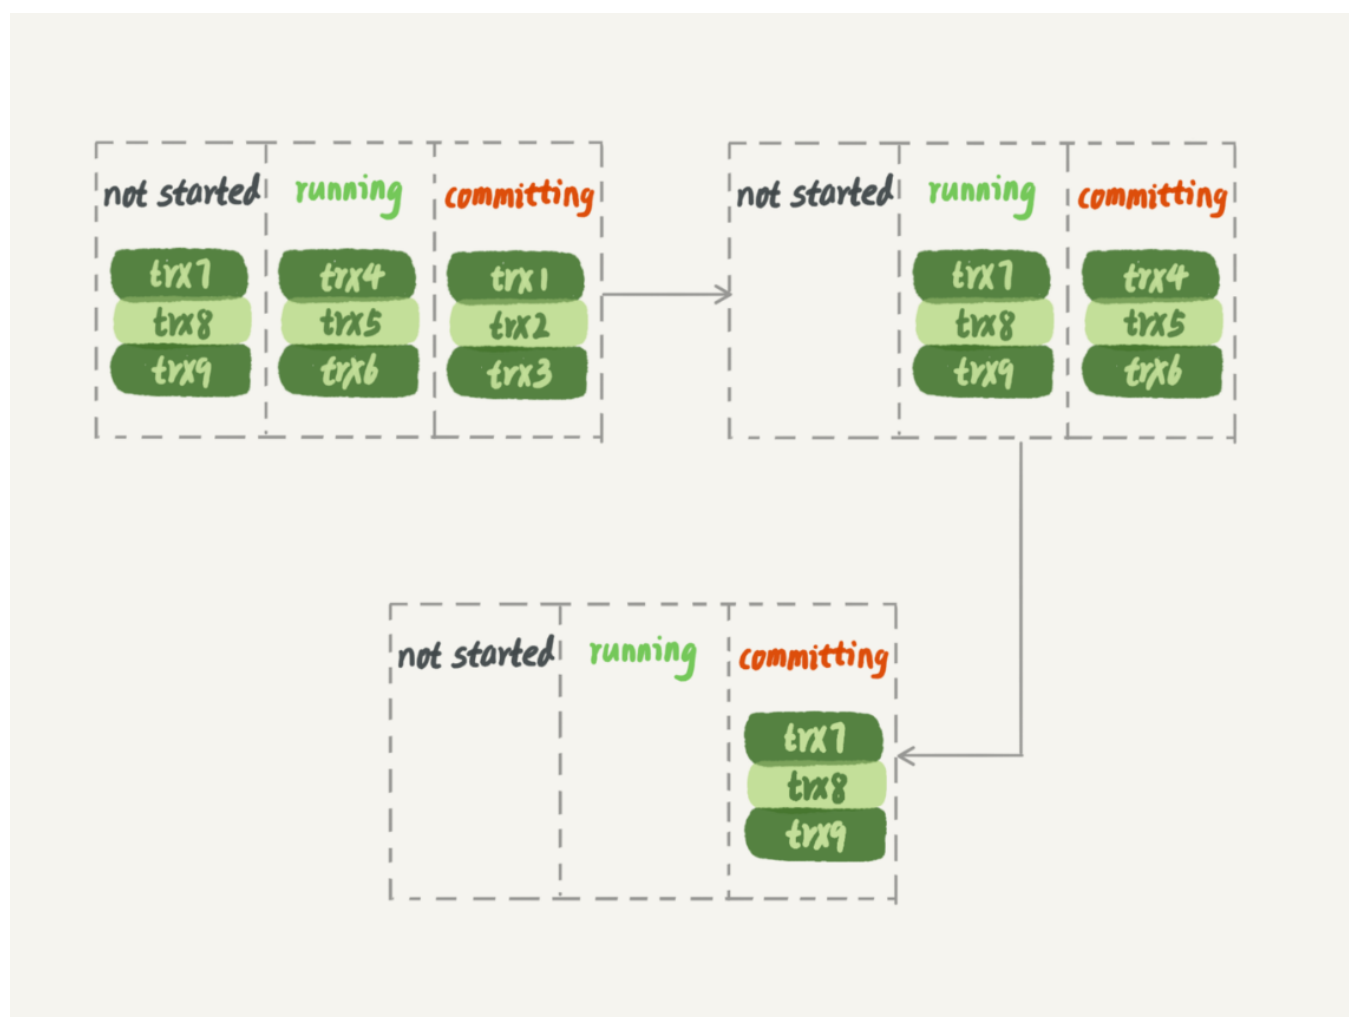 not started running committing
trx7 trx4 trx1
trx8 trx5 trx2
trx9 trx6 trx3
not started running committing
trx7 trx4
trx8 trx5
trx9 trx6
not started running committing
trx7
trx8
trx9